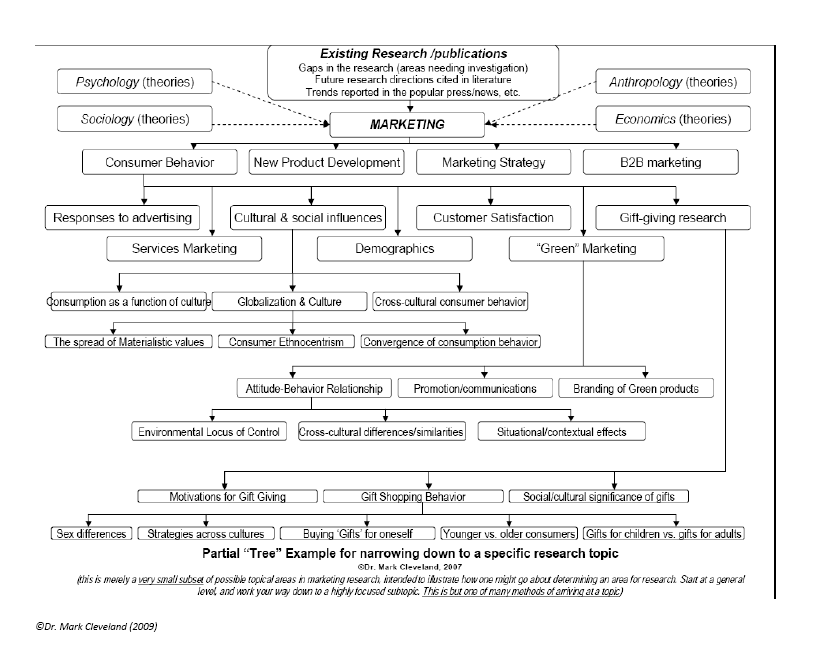 Existing Research /publications
Gaps in the research (areas needing investigation)
Future research directions cited in literature
Trends reported in the popular press/news, etc.
Psychology (theories)
Anthropology (theories)
Sociology (theories)
MARKETING
Economics (theories)
Consumer Behavior
New Product Development
Marketing Strategy
B2B marketing
Responses to advertising
Cultural & social influences
Customer Satisfaction
Gift-giving research
Services Marketing
Demographics
"Green" Marketing
Consumption as a function of culture
Globalization & Culture
Cross-cultural consumer behavior
The spread of Materialistic values
Consumer Ethnocentrism
Convergence of consumption behavior
Attitude-Behavior Relationship
Promotion/communications
Branding of Green products
Environmental Locus of Control
Cross-cultural differences/similarities
Situational/contextual effects
Motivations for Gift Giving
Gift Shopping Behavior
Social/cultural significance of gifts
Sex differences
Strategies across cultures
Buying 'Gifts' for oneself
Younger vs. older consumers
Gifts for children vs. gifts for adults
Partial "Tree" Example for narrowing down to a specific research topic
©Dr. Mark Cleveland, 2007
(this is merely a very small subset of possible topical areas in marketing research, intended to illustrate how one might go about determining an area for research. Start at a general
level, and work your way down to a highly focused subtopic. This is but one of many methods of arriving at a topic)
©Dr. Mark Cleveland (2009)